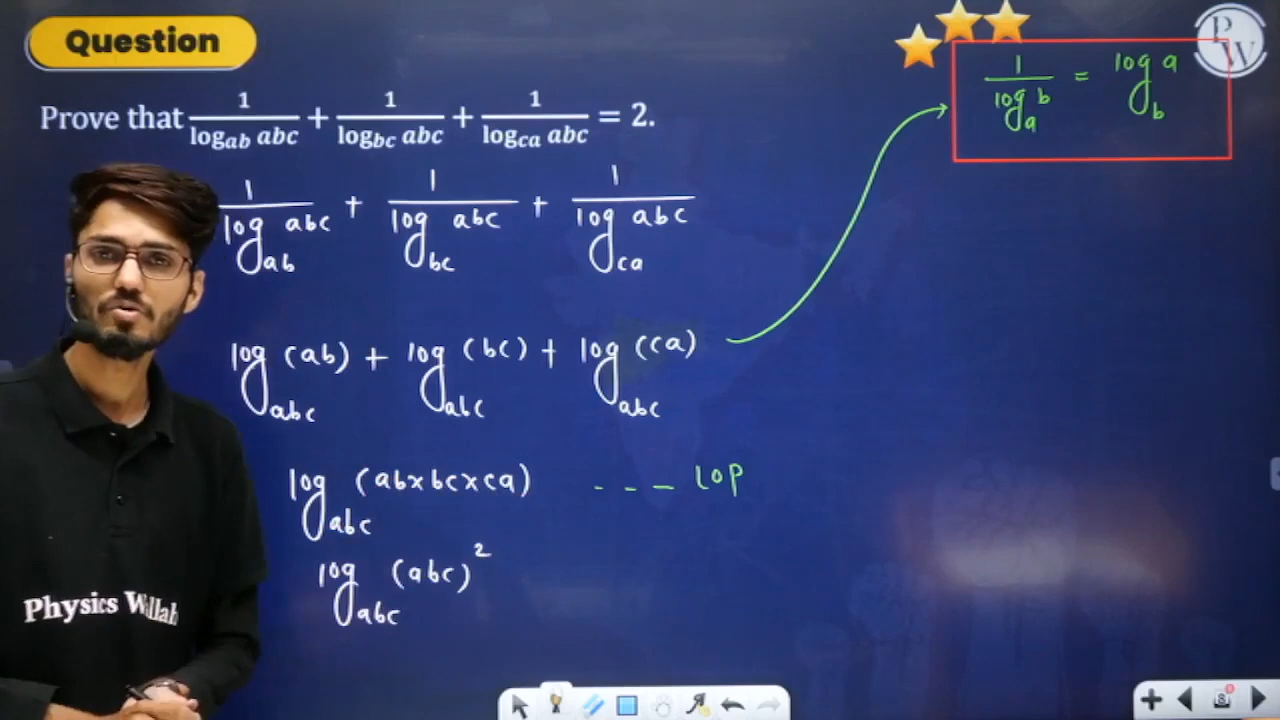 Question
Prove that 1/log_ab abc + 1/log_bc abc + 1/log_ca abc = 2.
1/log_a b = log_b a
1/log_ab abc + 1/log_bc abc + 1/log_ca abc
log_abc (ab) + log_abc (bc) + log_abc (ca)
log_abc (ab×bc×ca) - - - LOP
log_abc (abc)²
Physics Wallah
P
W
8